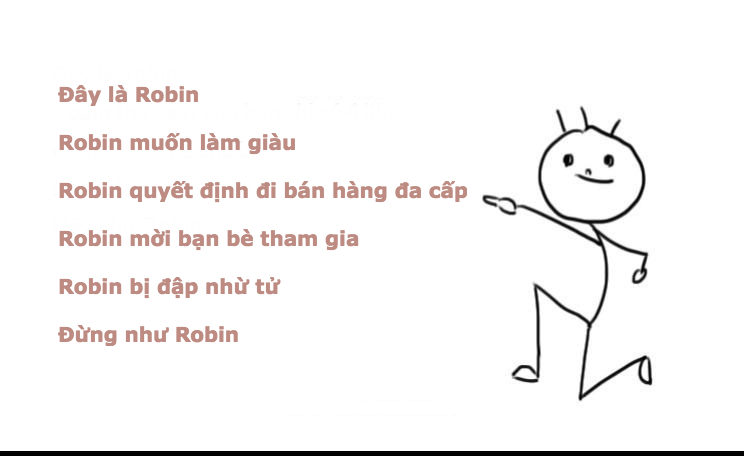 Đây là Robin
Robin muốn làm giàu
Robin quyết định đi bán hàng đa cấp
Robin mời bạn bè tham gia
Robin bị đập nhừ tử
Đừng như Robin